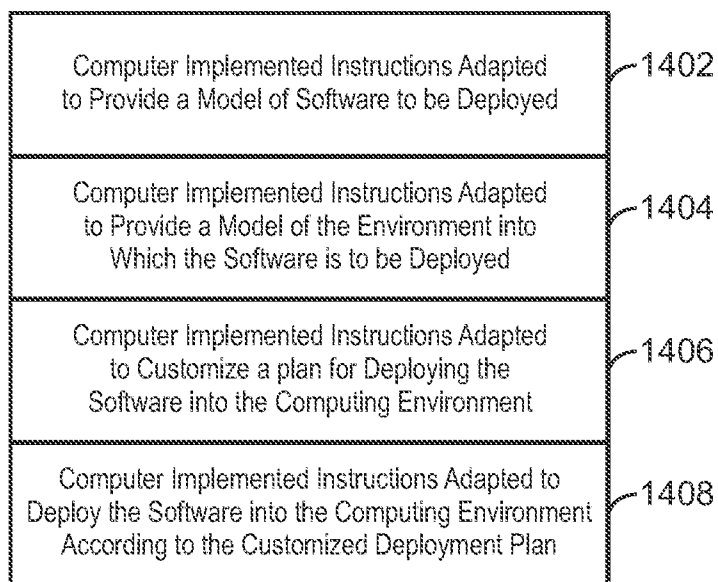 Computer Implemented Instructions Adapted
to Provide a Model of Software to be Deployed
1402
Computer Implemented Instructions Adapted
to Provide a Model of the Environment into
Which the Software is to be Deployed
1404
Computer Implemented Instructions Adapted
to Customize a plan for Deploying the
Software into the Computing Environment
1406
Computer Implemented Instructions Adapted to
Deploy the Software into the Computing Environment
According to the Customized Deployment Plan
1408